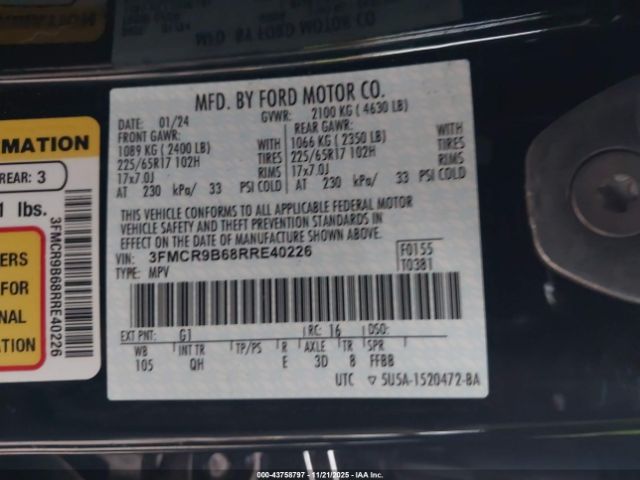 MFD. BY FORD MOTOR CO.
DATE: 01/24 GVWR: 2100 KG ( 4630 LB)
FRONT GAWR: REAR GAWR:
1089 KG ( 2400 LB) WITH 1066 KG ( 2350 LB) WITH
225/65R17 102H TIRES 225/65R17 102H TIRES
17x7.0J RIMS 17x7.0J RIMS
AT 230 kPa/ 33 PSI COLD AT 230 kPa/ 33 PSI COLD
THIS VEHICLE CONFORMS TO ALL APPLICABLE FEDERAL MOTOR
VEHICLE SAFETY AND THEFT PREVENTION STANDARDS IN
EFFECT ON THE DATE OF MANUFACTURE SHOWN ABOVE.
VIN: 3FMCR9B68RRE40226 F0155
TYPE: MPV T0381
EXT PNT: G1 RC: 16 DSO:
WB INT TR TP/PS R AXLE TR SPR
105 QH E 3D 8 FFBB
UTC ▽ 5U5A-1520472-BA
RMATION
REAR: 3
1 lbs.
3FMCR9B68RRE40226
ERS
FOR
NAL
ATION
000-43758797 - 11/21/2025 - IAA Inc.